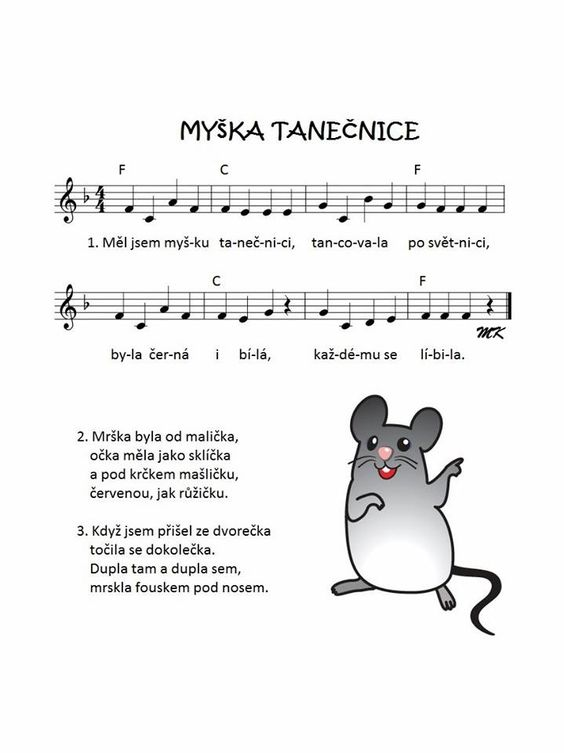 MYŠKA TANEČNICE
F C F
1. Měl jsem myš-ku ta-neč-ni-ci, tan-co-va-la po svět-ni-ci,
C F
by-la čer-ná i bí-lá, kaž-dé-mu se lí-bi-la.
MK
2. Mrška byla od malička,
očka měla jako sklíčka
a pod krčkem mašličku,
červenou, jak růžičku.
3. Když jsem přišel ze dvorečka
točila se dokolečka.
Dupla tam a dupla sem,
mrskla fouskem pod nosem.